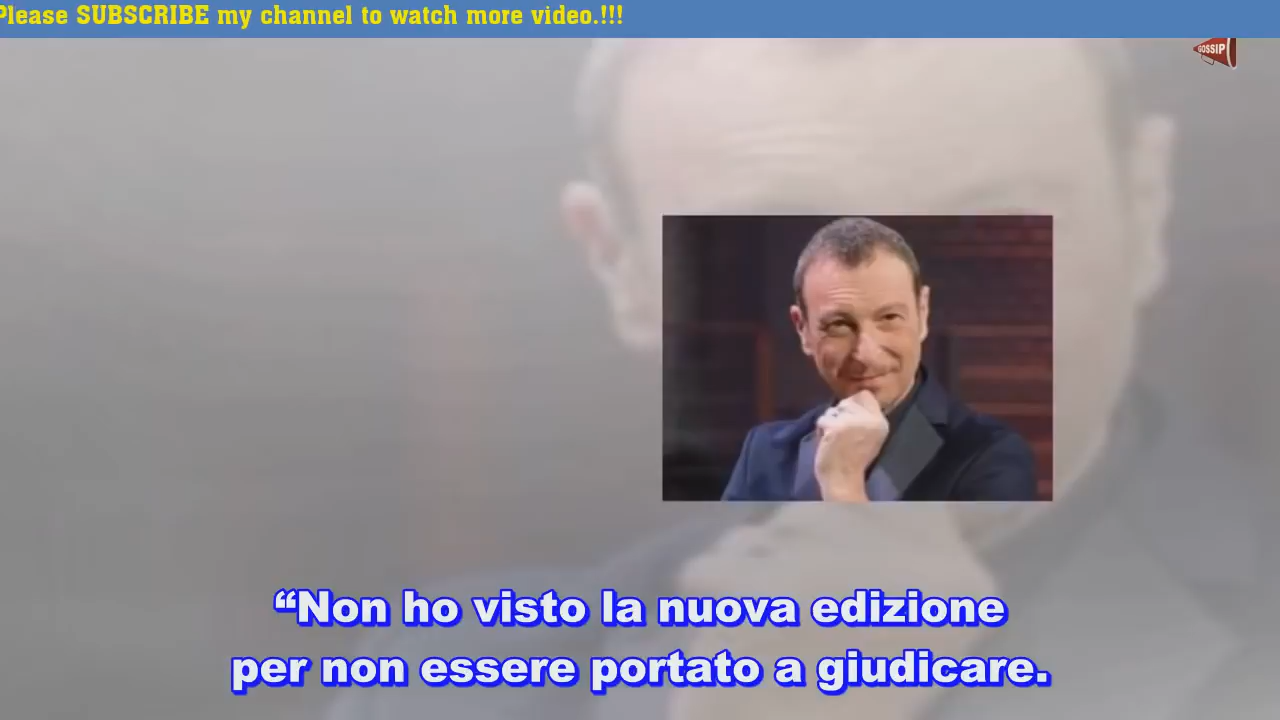 Please SUBSCRIBE my channel to watch more video.!!!
GOSSIP
“Non ho visto la nuova edizione
per non essere portato a giudicare.